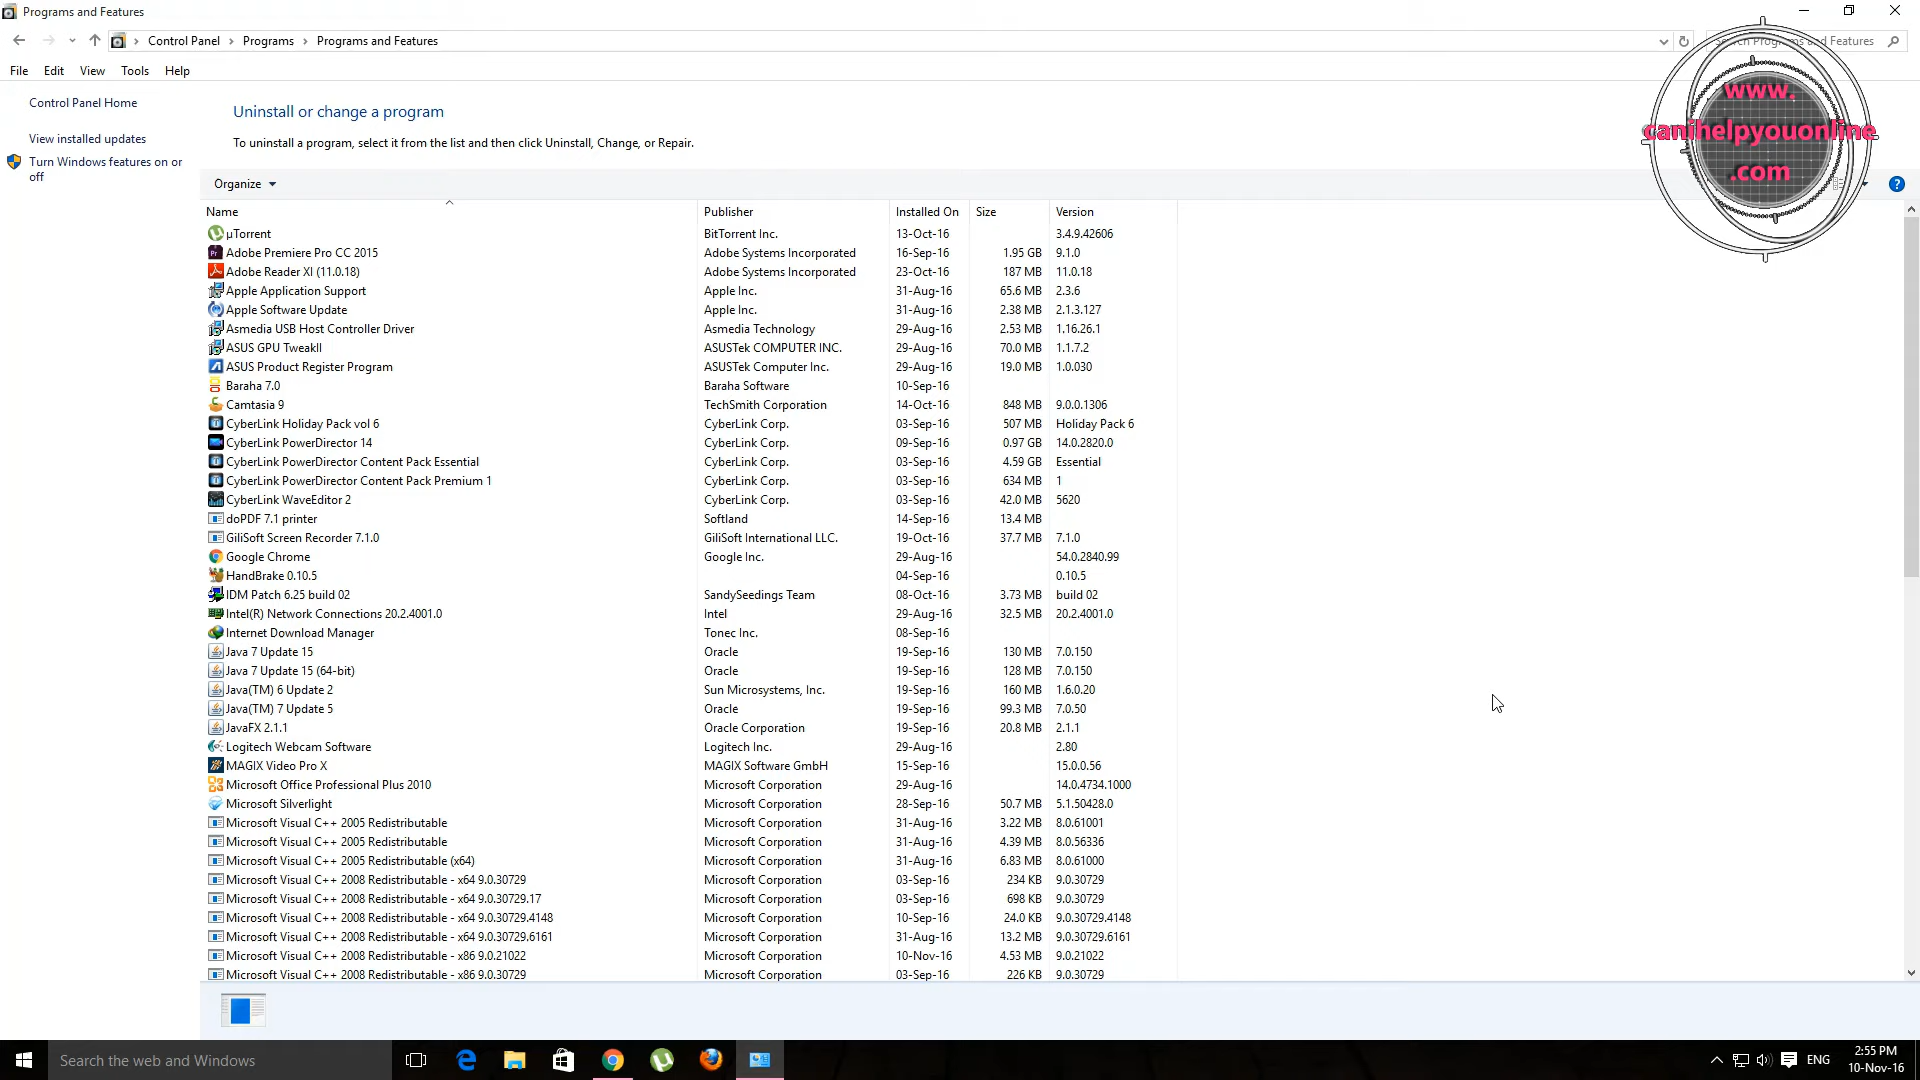 Programs and Features
Control Panel > Programs > Programs and Features
Search Programs and Features
File Edit View Tools Help
www.
canihelpyouonline
.com
Control Panel Home
View installed updates
Turn Windows features on or
off
Uninstall or change a program
To uninstall a program, select it from the list and then click Uninstall, Change, or Repair.
Organize
Name Publisher Installed On Size Version
µTorrent BitTorrent Inc. 13-Oct-16 3.4.9.42606
Adobe Premiere Pro CC 2015 Adobe Systems Incorporated 16-Sep-16 1.95 GB 9.1.0
Adobe Reader XI (11.0.18) Adobe Systems Incorporated 23-Oct-16 187 MB 11.0.18
Apple Application Support Apple Inc. 31-Aug-16 65.6 MB 2.3.6
Apple Software Update Apple Inc. 31-Aug-16 2.38 MB 2.1.3.127
Asmedia USB Host Controller Driver Asmedia Technology 29-Aug-16 2.53 MB 1.16.26.1
ASUS GPU TweakII ASUSTek COMPUTER INC. 29-Aug-16 70.0 MB 1.1.7.2
ASUS Product Register Program ASUSTek Computer Inc. 29-Aug-16 19.0 MB 1.0.030
Baraha 7.0 Baraha Software 10-Sep-16
Camtasia 9 TechSmith Corporation 14-Oct-16 848 MB 9.0.0.1306
CyberLink Holiday Pack vol 6 CyberLink Corp. 03-Sep-16 507 MB Holiday Pack 6
CyberLink PowerDirector 14 CyberLink Corp. 09-Sep-16 0.97 GB 14.0.2820.0
CyberLink PowerDirector Content Pack Essential CyberLink Corp. 03-Sep-16 4.59 GB Essential
CyberLink PowerDirector Content Pack Premium 1 CyberLink Corp. 03-Sep-16 634 MB 1
CyberLink WaveEditor 2 CyberLink Corp. 03-Sep-16 42.0 MB 5620
doPDF 7.1 printer Softland 14-Sep-16 13.4 MB
GiliSoft Screen Recorder 7.1.0 GiliSoft International LLC. 19-Oct-16 37.7 MB 7.1.0
Google Chrome Google Inc. 29-Aug-16 54.0.2840.99
HandBrake 0.10.5 04-Sep-16 0.10.5
IDM Patch 6.25 build 02 SandySeedings Team 08-Oct-16 3.73 MB build 02
Intel(R) Network Connections 20.2.4001.0 Intel 29-Aug-16 32.5 MB 20.2.4001.0
Internet Download Manager Tonec Inc. 08-Sep-16
Java 7 Update 15 Oracle 19-Sep-16 130 MB 7.0.150
Java 7 Update 15 (64-bit) Oracle 19-Sep-16 128 MB 7.0.150
Java(TM) 6 Update 2 Sun Microsystems, Inc. 19-Sep-16 160 MB 1.6.0.20
Java(TM) 7 Update 5 Oracle 19-Sep-16 99.3 MB 7.0.50
JavaFX 2.1.1 Oracle Corporation 19-Sep-16 20.8 MB 2.1.1
Logitech Webcam Software Logitech Inc. 29-Aug-16 2.80
MAGIX Video Pro X MAGIX Software GmbH 15-Sep-16 15.0.0.56
Microsoft Office Professional Plus 2010 Microsoft Corporation 29-Aug-16 14.0.4734.1000
Microsoft Silverlight Microsoft Corporation 28-Sep-16 50.7 MB 5.1.50428.0
Microsoft Visual C++ 2005 Redistributable Microsoft Corporation 31-Aug-16 3.22 MB 8.0.61001
Microsoft Visual C++ 2005 Redistributable Microsoft Corporation 31-Aug-16 4.39 MB 8.0.56336
Microsoft Visual C++ 2005 Redistributable (x64) Microsoft Corporation 31-Aug-16 6.83 MB 8.0.61000
Microsoft Visual C++ 2008 Redistributable - x64 9.0.30729 Microsoft Corporation 03-Sep-16 234 KB 9.0.30729
Microsoft Visual C++ 2008 Redistributable - x64 9.0.30729.17 Microsoft Corporation 03-Sep-16 698 KB 9.0.30729
Microsoft Visual C++ 2008 Redistributable - x64 9.0.30729.4148 Microsoft Corporation 10-Sep-16 24.0 KB 9.0.30729.4148
Microsoft Visual C++ 2008 Redistributable - x64 9.0.30729.6161 Microsoft Corporation 31-Aug-16 13.2 MB 9.0.30729.6161
Microsoft Visual C++ 2008 Redistributable - x86 9.0.21022 Microsoft Corporation 10-Nov-16 4.53 MB 9.0.21022
Microsoft Visual C++ 2008 Redistributable - x86 9.0.30729 Microsoft Corporation 03-Sep-16 226 KB 9.0.30729
Search the web and Windows
ENG
2:55 PM
10-Nov-16